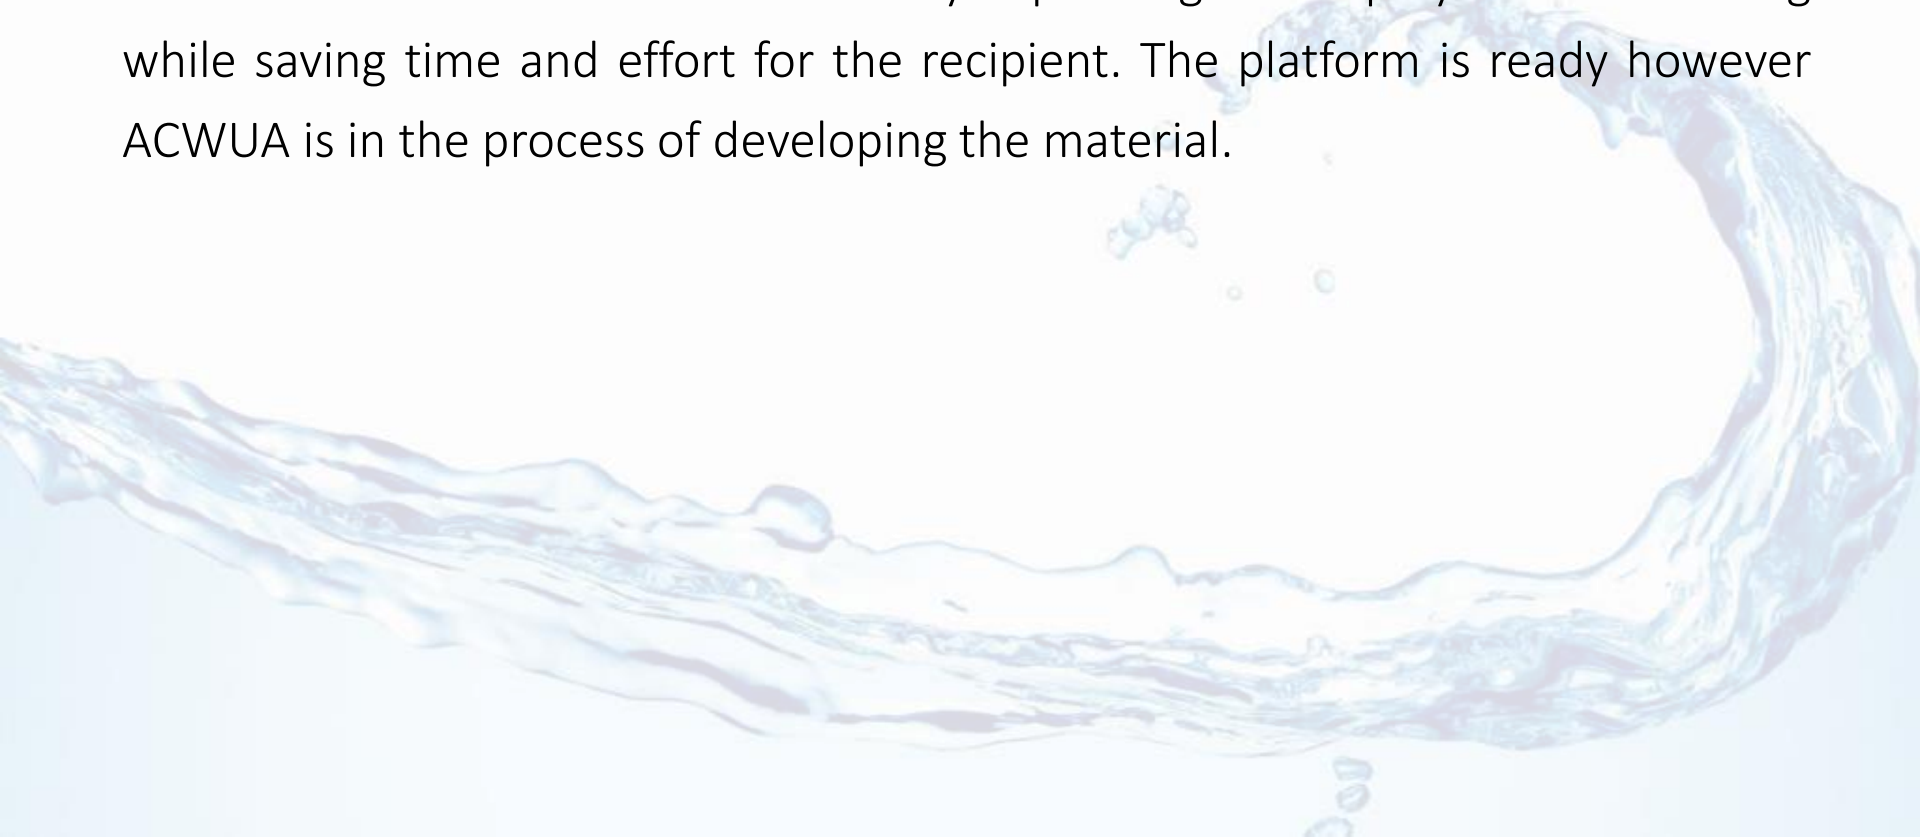 while saving time and effort for the recipient. The platform is ready however
ACWUA is in the process of developing the material.